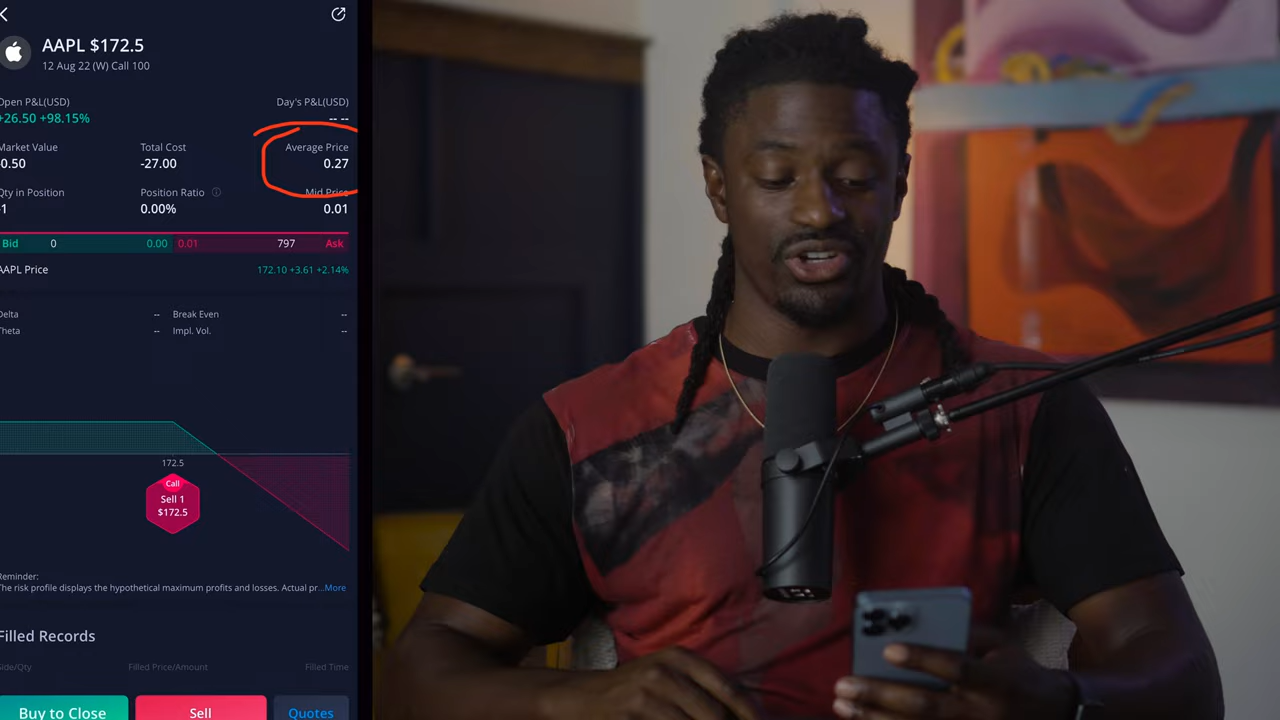 AAPL $172.5
12 Aug 22 (W) Call 100
Open P&L(USD) Day's P&L(USD)
+26.50 +98.15% -- --
Market Value Total Cost Average Price
-0.50 -27.00 0.27
Qty in Position Position Ratio Mid Price
-1 0.00% 0.01
Bid 0 0.00 0.01 797 Ask
AAPL Price 172.10 +3.61 +2.14%
Delta -- Break Even --
Theta -- Impl. Vol. --
172.5
Call
Sell 1
$172.5
Reminder:
The risk profile displays the hypothetical maximum profits and losses. Actual pr...More
Filled Records
Side/Qty Filled Price/Amount Filled Time
Buy to Close Sell Quotes